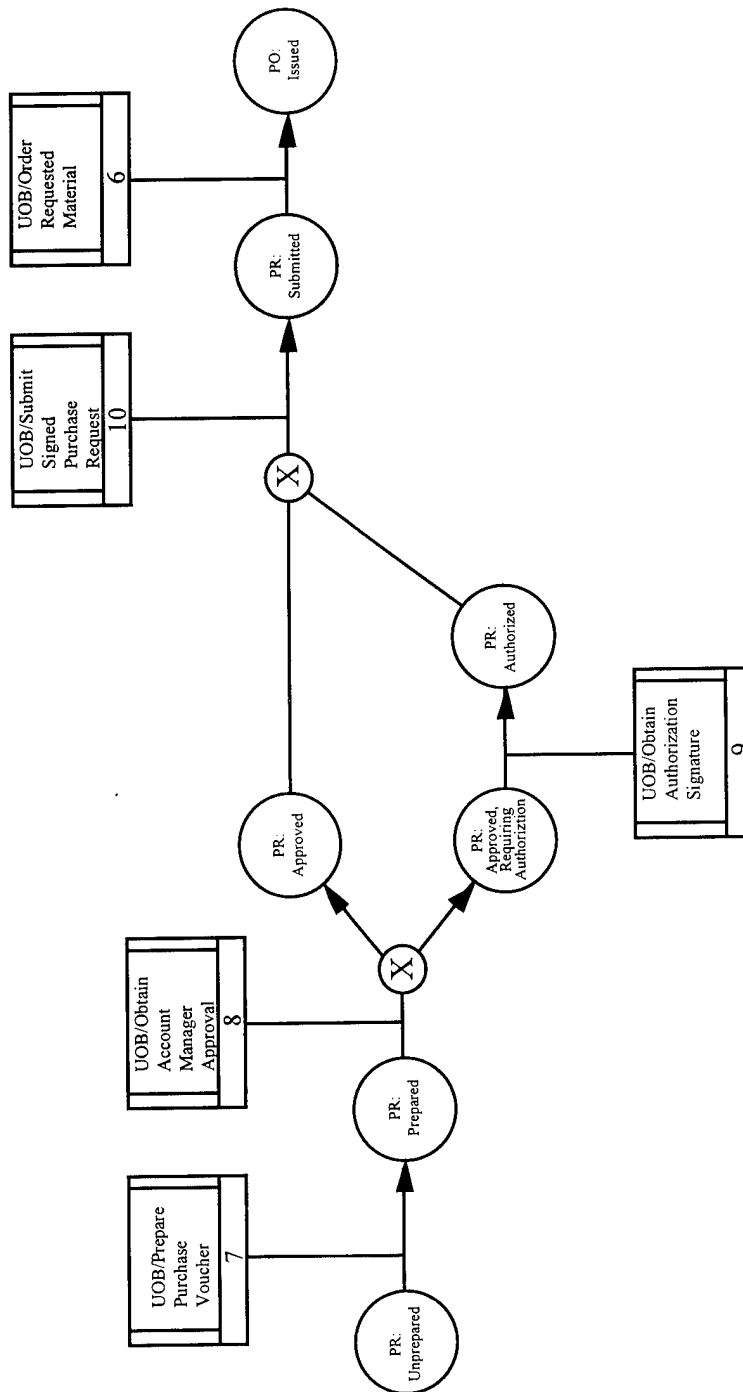 UOB/Order
Requested
Material
6
PO:
Issued
UOB/Submit
Signed
Purchase
Request
10
PR:
Submitted
X
PR:
Authorized
UOB/Obtain
Authorization
Signature
9
PR:
Approved
PR:
Approved,
Requiring
Authoriztion
UOB/Obtain
Account
Manager
Approval
8
X
PR:
Prepared
UOB/Prepare
Purchase
Voucher
7
PR:
Unprepared